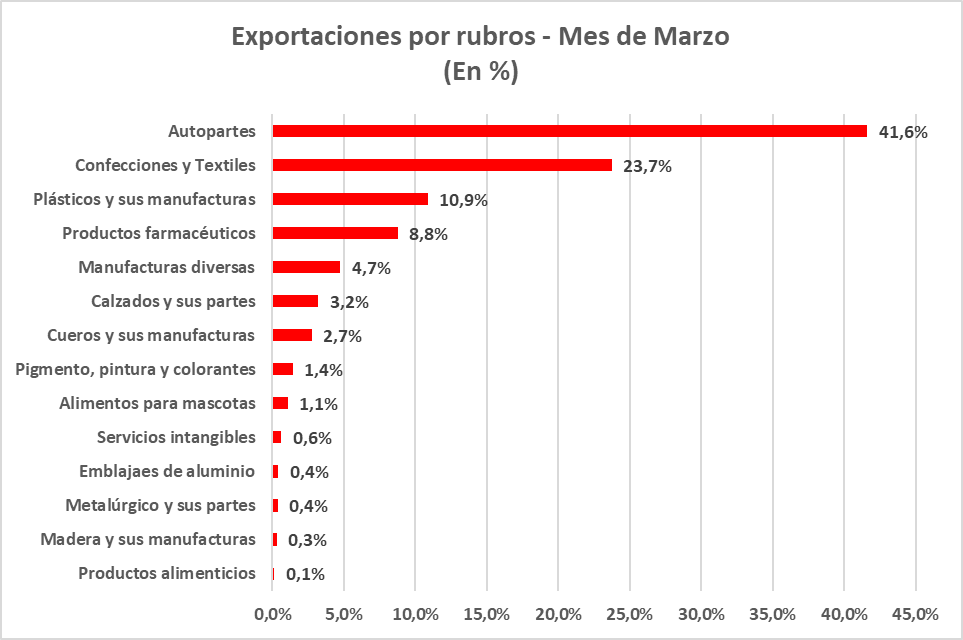 Exportaciones por rubros - Mes de Marzo
(En %)
Autopartes 41,6%
Confecciones y Textiles 23,7%
Plásticos y sus manufacturas 10,9%
Productos farmacéuticos 8,8%
Manufacturas diversas 4,7%
Calzados y sus partes 3,2%
Cueros y sus manufacturas 2,7%
Pigmento, pintura y colorantes 1,4%
Alimentos para mascotas 1,1%
Servicios intangibles 0,6%
Emblajaes de aluminio 0,4%
Metalúrgico y sus partes 0,4%
Madera y sus manufacturas 0,3%
Productos alimenticios 0,1%
0,0% 5,0% 10,0% 15,0% 20,0% 25,0% 30,0% 35,0% 40,0% 45,0%